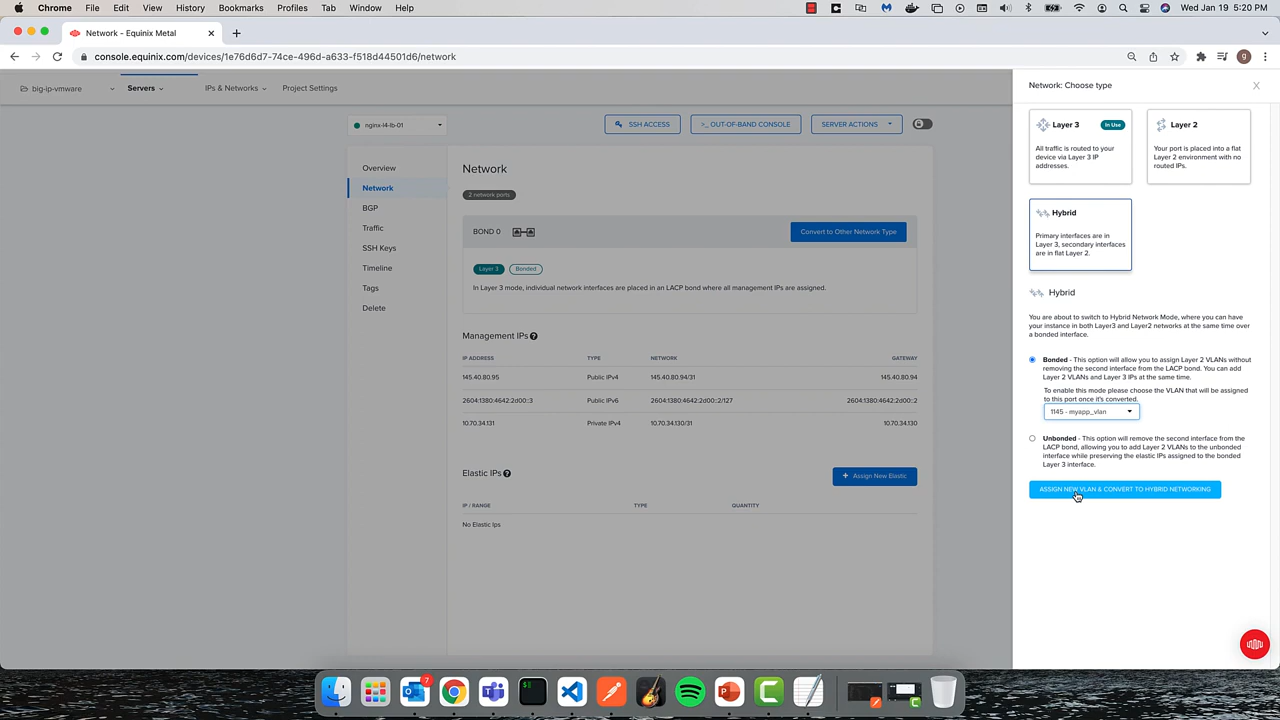 Chrome File Edit View History Bookmarks Profiles Tab Window Help Wed Jan 19 5:20 PM
Network - Equinix Metal
console.equinix.com/devices/1e76d6d7-74ce-496d-a633-f518d44501d6/network
big-ip-vmware Servers IPs & Networks Project Settings
nginx-l4-lb-01
SSH ACCESS >_ OUT-OF-BAND CONSOLE SERVER ACTIONS
Overview
Network
BGP
Traffic
SSH Keys
Timeline
Tags
Delete
Network
2 network ports
BOND 0
Convert to Other Network Type
Layer 3 Bonded
In Layer 3 mode, individual network interfaces are placed in an LACP bond where all management IPs are assigned.
Management IPs
IP ADDRESS TYPE NETWORK GATEWAY
145.40.80.95 Public IPv4 145.40.80.94/31 145.40.80.94
2604:1380:4642:2d00::3 Public IPv6 2604:1380:4642:2d00::2/127 2604:1380:4642:2d00::2
10.70.34.131 Private IPv4 10.70.34.130/31 10.70.34.130
Elastic IPs
+ Assign New Elastic
IP / RANGE TYPE QUANTITY
No Elastic Ips
Network: Choose type
Layer 3 In Use
All traffic is routed to your
device via Layer 3 IP
addresses.
Layer 2
Your port is placed into a flat
Layer 2 environment with no
routed IPs.
Hybrid
Primary interfaces are in
Layer 3, secondary interfaces
are in flat Layer 2.
Hybrid
You are about to switch to Hybrid Network Mode, where you can have
your instance in both Layer3 and Layer2 networks at the same time over
a bonded interface.
Bonded - This option will allow you to assign Layer 2 VLANs without
removing the second interface from the LACP bond. You can add
Layer 2 VLANs and Layer 3 IPs at the same time.
To enable this mode please choose the VLAN that will be assigned
to this port once it's converted.
1145 - myapp_vlan
Unbonded - This option will remove the second interface from the
LACP bond, allowing you to add Layer 2 VLANs to the unbonded
interface while preserving the elastic IPs assigned to the bonded
Layer 3 interface.
ASSIGN NEW VLAN & CONVERT TO HYBRID NETWORKING
7